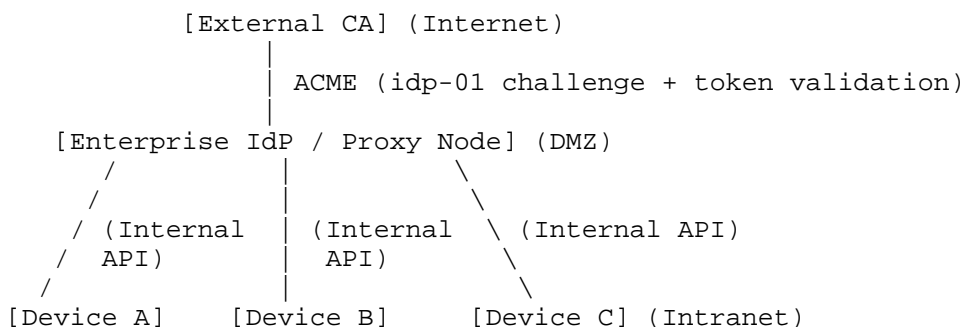 [External CA] (Internet)
ACME (idp-01 challenge + token validation)
[Enterprise IdP / Proxy Node] (DMZ)
(Internal (Internal (Internal API)
API) API)
[Device A] [Device B] [Device C] (Intranet)